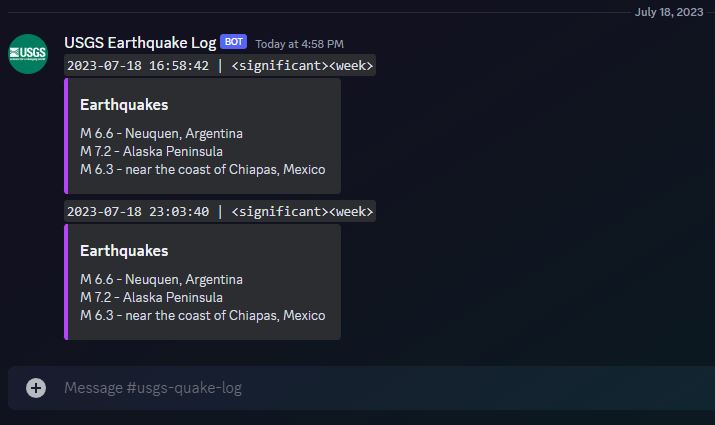 July 18, 2023
USGS
USGS Earthquake Log BOT Today at 4:58 PM
2023-07-18 16:58:42 | <significant><week>
Earthquakes
M 6.6 - Neuquen, Argentina
M 7.2 - Alaska Peninsula
M 6.3 - near the coast of Chiapas, Mexico
2023-07-18 23:03:40 | <significant><week>
Earthquakes
M 6.6 - Neuquen, Argentina
M 7.2 - Alaska Peninsula
M 6.3 - near the coast of Chiapas, Mexico
Message #usgs-quake-log